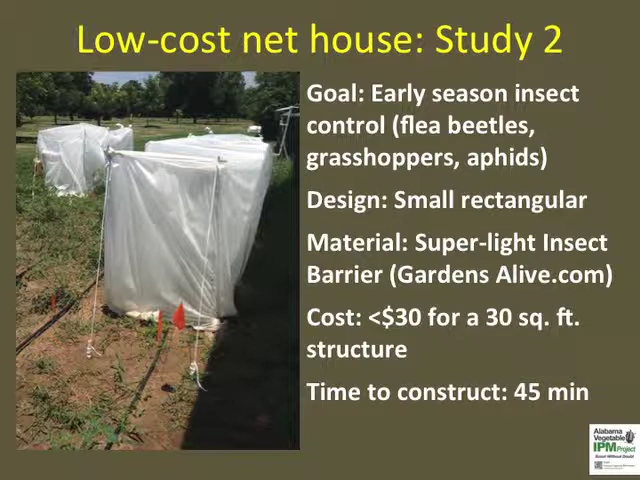 Low-cost net house: Study 2
Goal: Early season insect
control (flea beetles,
grasshoppers, aphids)
Design: Small rectangular
Material: Super-light Insect
Barrier (Gardens Alive.com)
Cost: <$30 for a 30 sq. ft.
structure
Time to construct: 45 min
Alabama
Vegetable
IPM Project